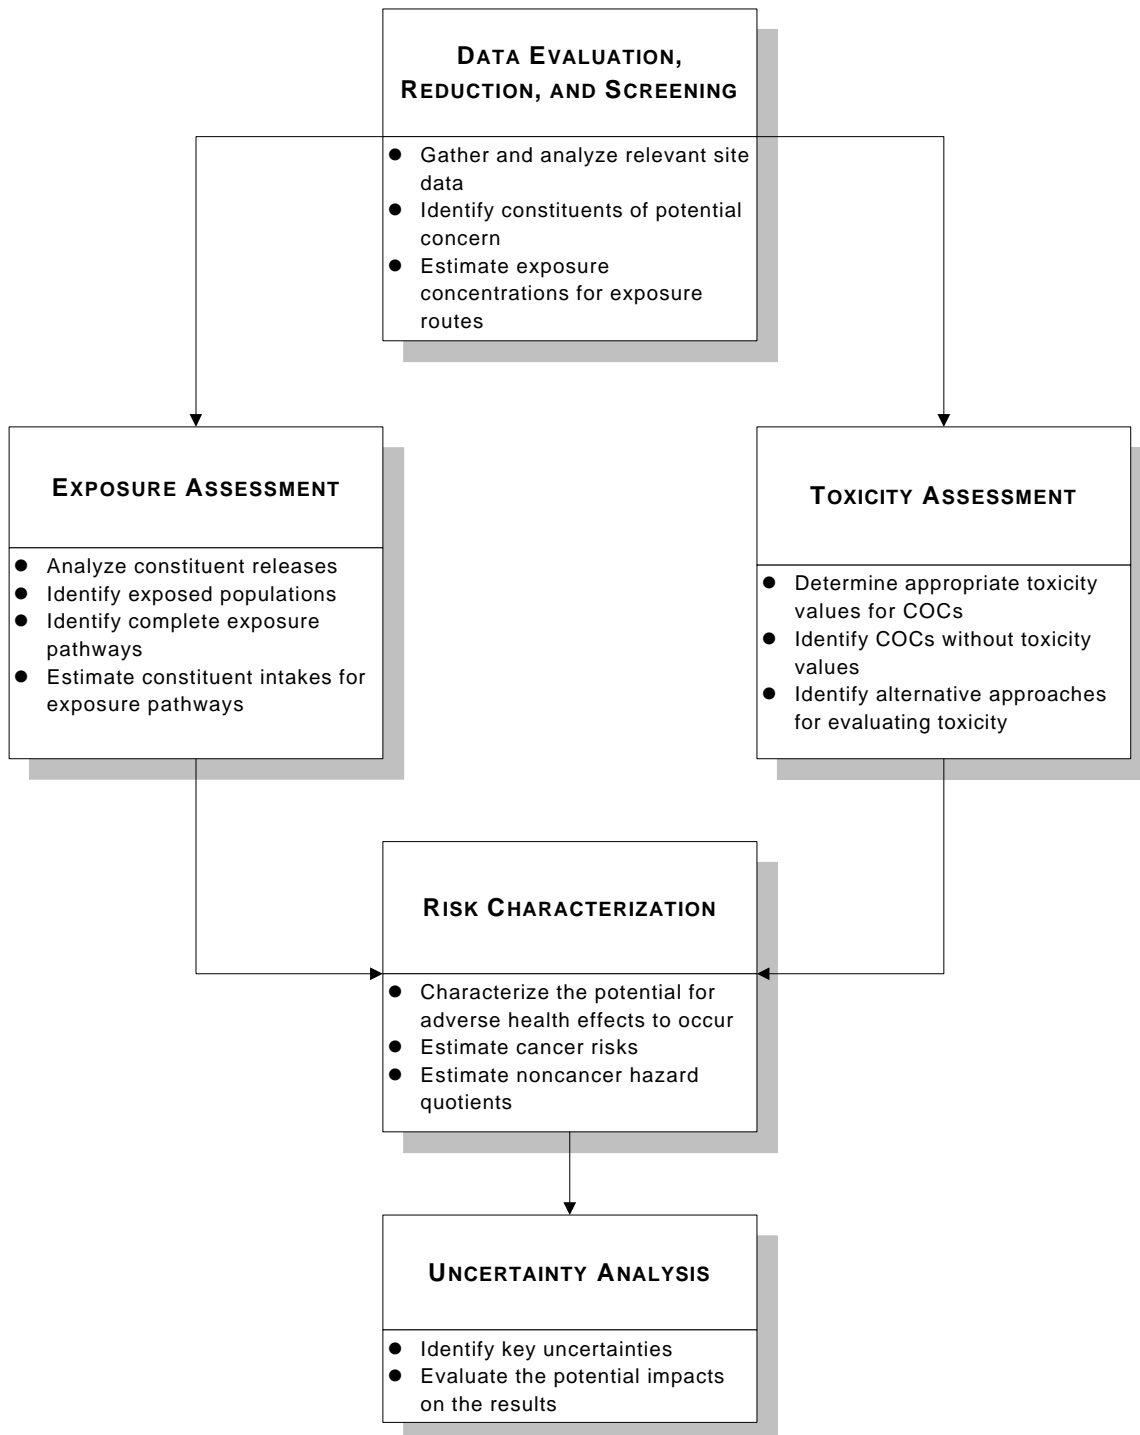 DATA EVALUATION,
REDUCTION, AND SCREENING
● Gather and analyze relevant site
data
● Identify constituents of potential
concern
● Estimate exposure
concentrations for exposure
routes
EXPOSURE ASSESSMENT
● Analyze constituent releases
● Identify exposed populations
● Identify complete exposure
pathways
● Estimate constituent intakes for
exposure pathways
TOXICITY ASSESSMENT
● Determine appropriate toxicity
values for COCs
● Identify COCs without toxicity
values
● Identify alternative approaches
for evaluating toxicity
RISK CHARACTERIZATION
● Characterize the potential for
adverse health effects to occur
● Estimate cancer risks
● Estimate noncancer hazard
quotients
UNCERTAINTY ANALYSIS
● Identify key uncertainties
● Evaluate the potential impacts
on the results